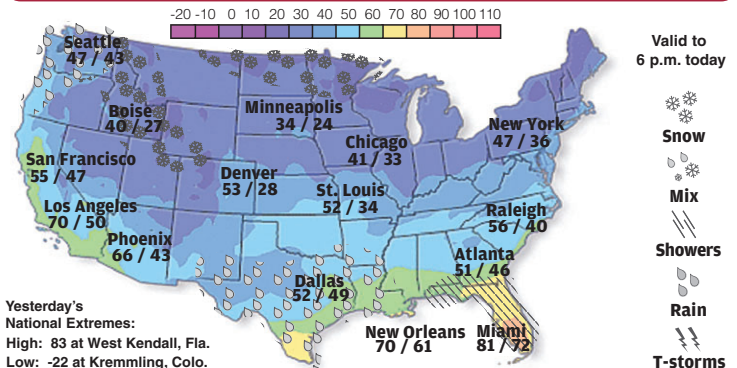 -20 -10 0 10 20 30 40 50 60 70 80 90 100 110
Valid to
6 p.m. today
Snow
Mix
Showers
Rain
T-storms
Seattle
47 / 43
Boise
40 / 27
Minneapolis
34 / 24
New York
47 / 36
Chicago
41 / 33
San Francisco
55 / 47
Denver
53 / 28
St. Louis
52 / 34
Los Angeles
70 / 50
Raleigh
56 / 40
Phoenix
66 / 43
Atlanta
51 / 46
Dallas
52 / 49
New Orleans
70 / 61
Miami
81 / 72
Yesterday's
National Extremes:
High: 83 at West Kendall, Fla.
Low: -22 at Kremmling, Colo.